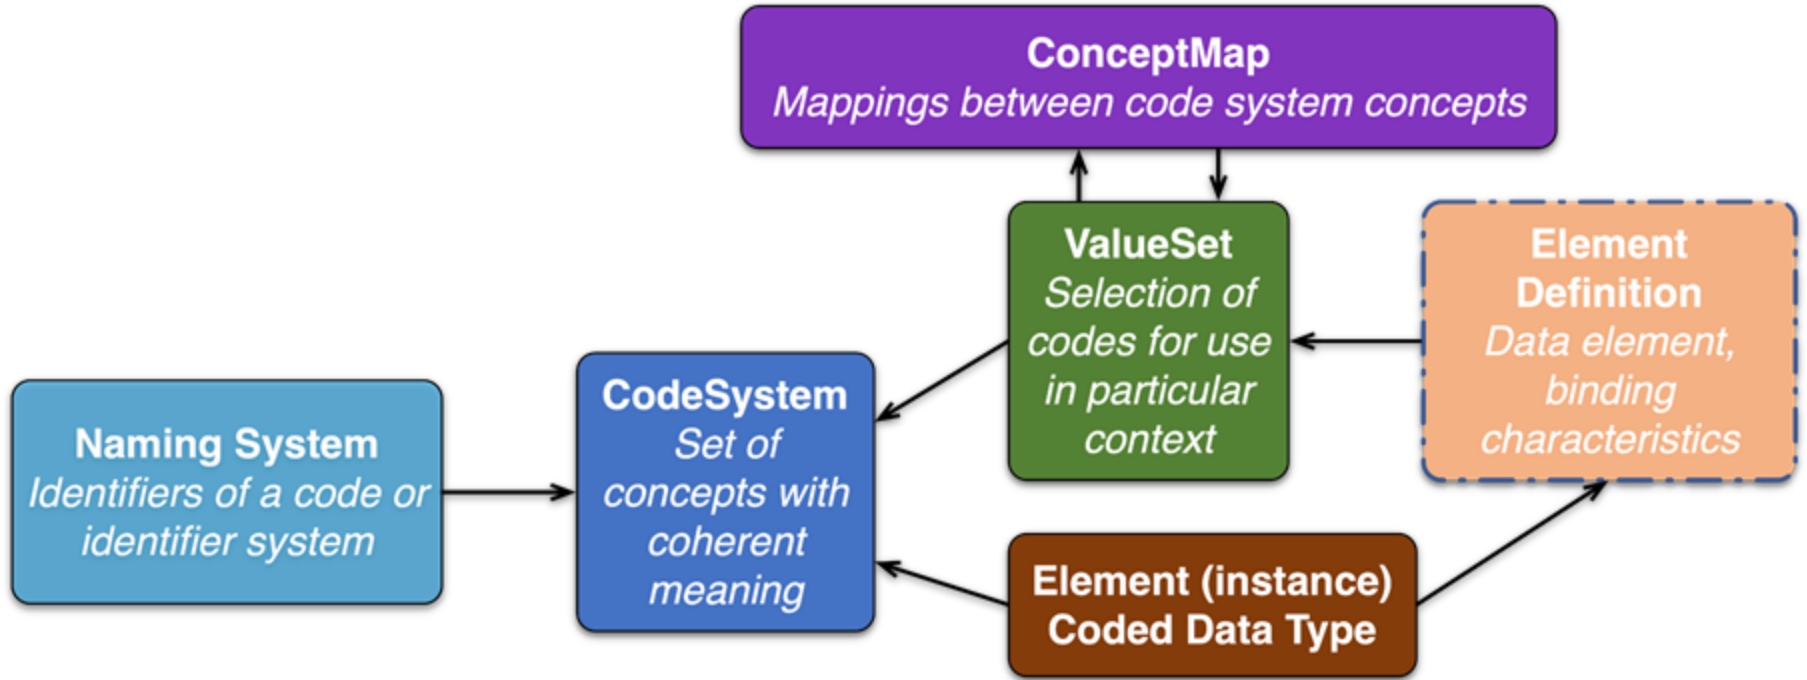 ConceptMap
Mappings between code system concepts
ValueSet
Selection of
codes for use
in particular
context
Element
Definition
Data element,
binding
characteristics
CodeSystem
Set of
concepts with
coherent
meaning
Naming System
Identifiers of a code or
identifier system
Element (instance)
Coded Data Type